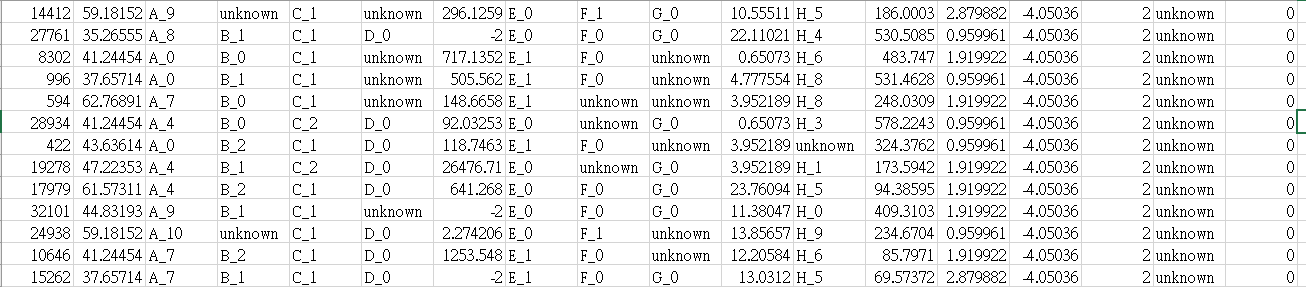 14412 59.18152 A_9 unknown C_1 unknown 296.1259 E_0 F_1 G_0 10.55511 H_5 186.0003 2.879882 -4.05036 2 unknown 0
27761 35.26555 A_8 B_1 C_1 D_0 -2 E_0 F_0 G_0 22.11021 H_4 530.5085 0.959961 -4.05036 2 unknown 0
8302 41.24454 A_0 B_0 C_1 unknown 717.1352 E_1 F_0 unknown 0.65073 H_6 483.747 1.919922 -4.05036 2 unknown 0
996 37.65714 A_0 B_1 C_1 unknown 505.562 E_1 F_0 unknown 4.777554 H_8 531.4628 0.959961 -4.05036 2 unknown 0
594 62.76891 A_7 B_0 C_1 unknown 148.6658 E_1 unknown unknown 3.952189 H_8 248.0309 1.919922 -4.05036 2 unknown 0
28934 41.24454 A_4 B_0 C_2 D_0 92.03253 E_0 unknown G_0 0.65073 H_3 578.2243 0.959961 -4.05036 2 unknown 0
422 43.63614 A_0 B_2 C_1 D_0 118.7463 E_1 F_0 unknown 3.952189 unknown 324.3762 0.959961 -4.05036 2 unknown 0
19278 47.22353 A_4 B_1 C_2 D_0 26476.71 E_0 unknown G_0 3.952189 H_1 173.5942 1.919922 -4.05036 2 unknown 0
17979 61.57311 A_4 B_2 C_1 D_0 641.268 E_0 F_0 G_0 23.76094 H_5 94.38595 1.919922 -4.05036 2 unknown 0
32101 44.83193 A_9 B_1 C_1 unknown -2 E_0 F_0 G_0 11.38047 H_0 409.3103 1.919922 -4.05036 2 unknown 0
24938 59.18152 A_10 unknown C_1 D_0 2.274206 E_0 F_1 unknown 13.85657 H_9 234.6704 0.959961 -4.05036 2 unknown 0
10646 41.24454 A_7 B_2 C_1 D_0 1253.548 E_1 F_0 unknown 12.20584 H_6 85.7971 1.919922 -4.05036 2 unknown 0
15262 37.65714 A_7 B_1 C_1 D_0 -2 E_1 F_0 G_0 13.0312 H_5 69.57372 2.879882 -4.05036 2 unknown 0